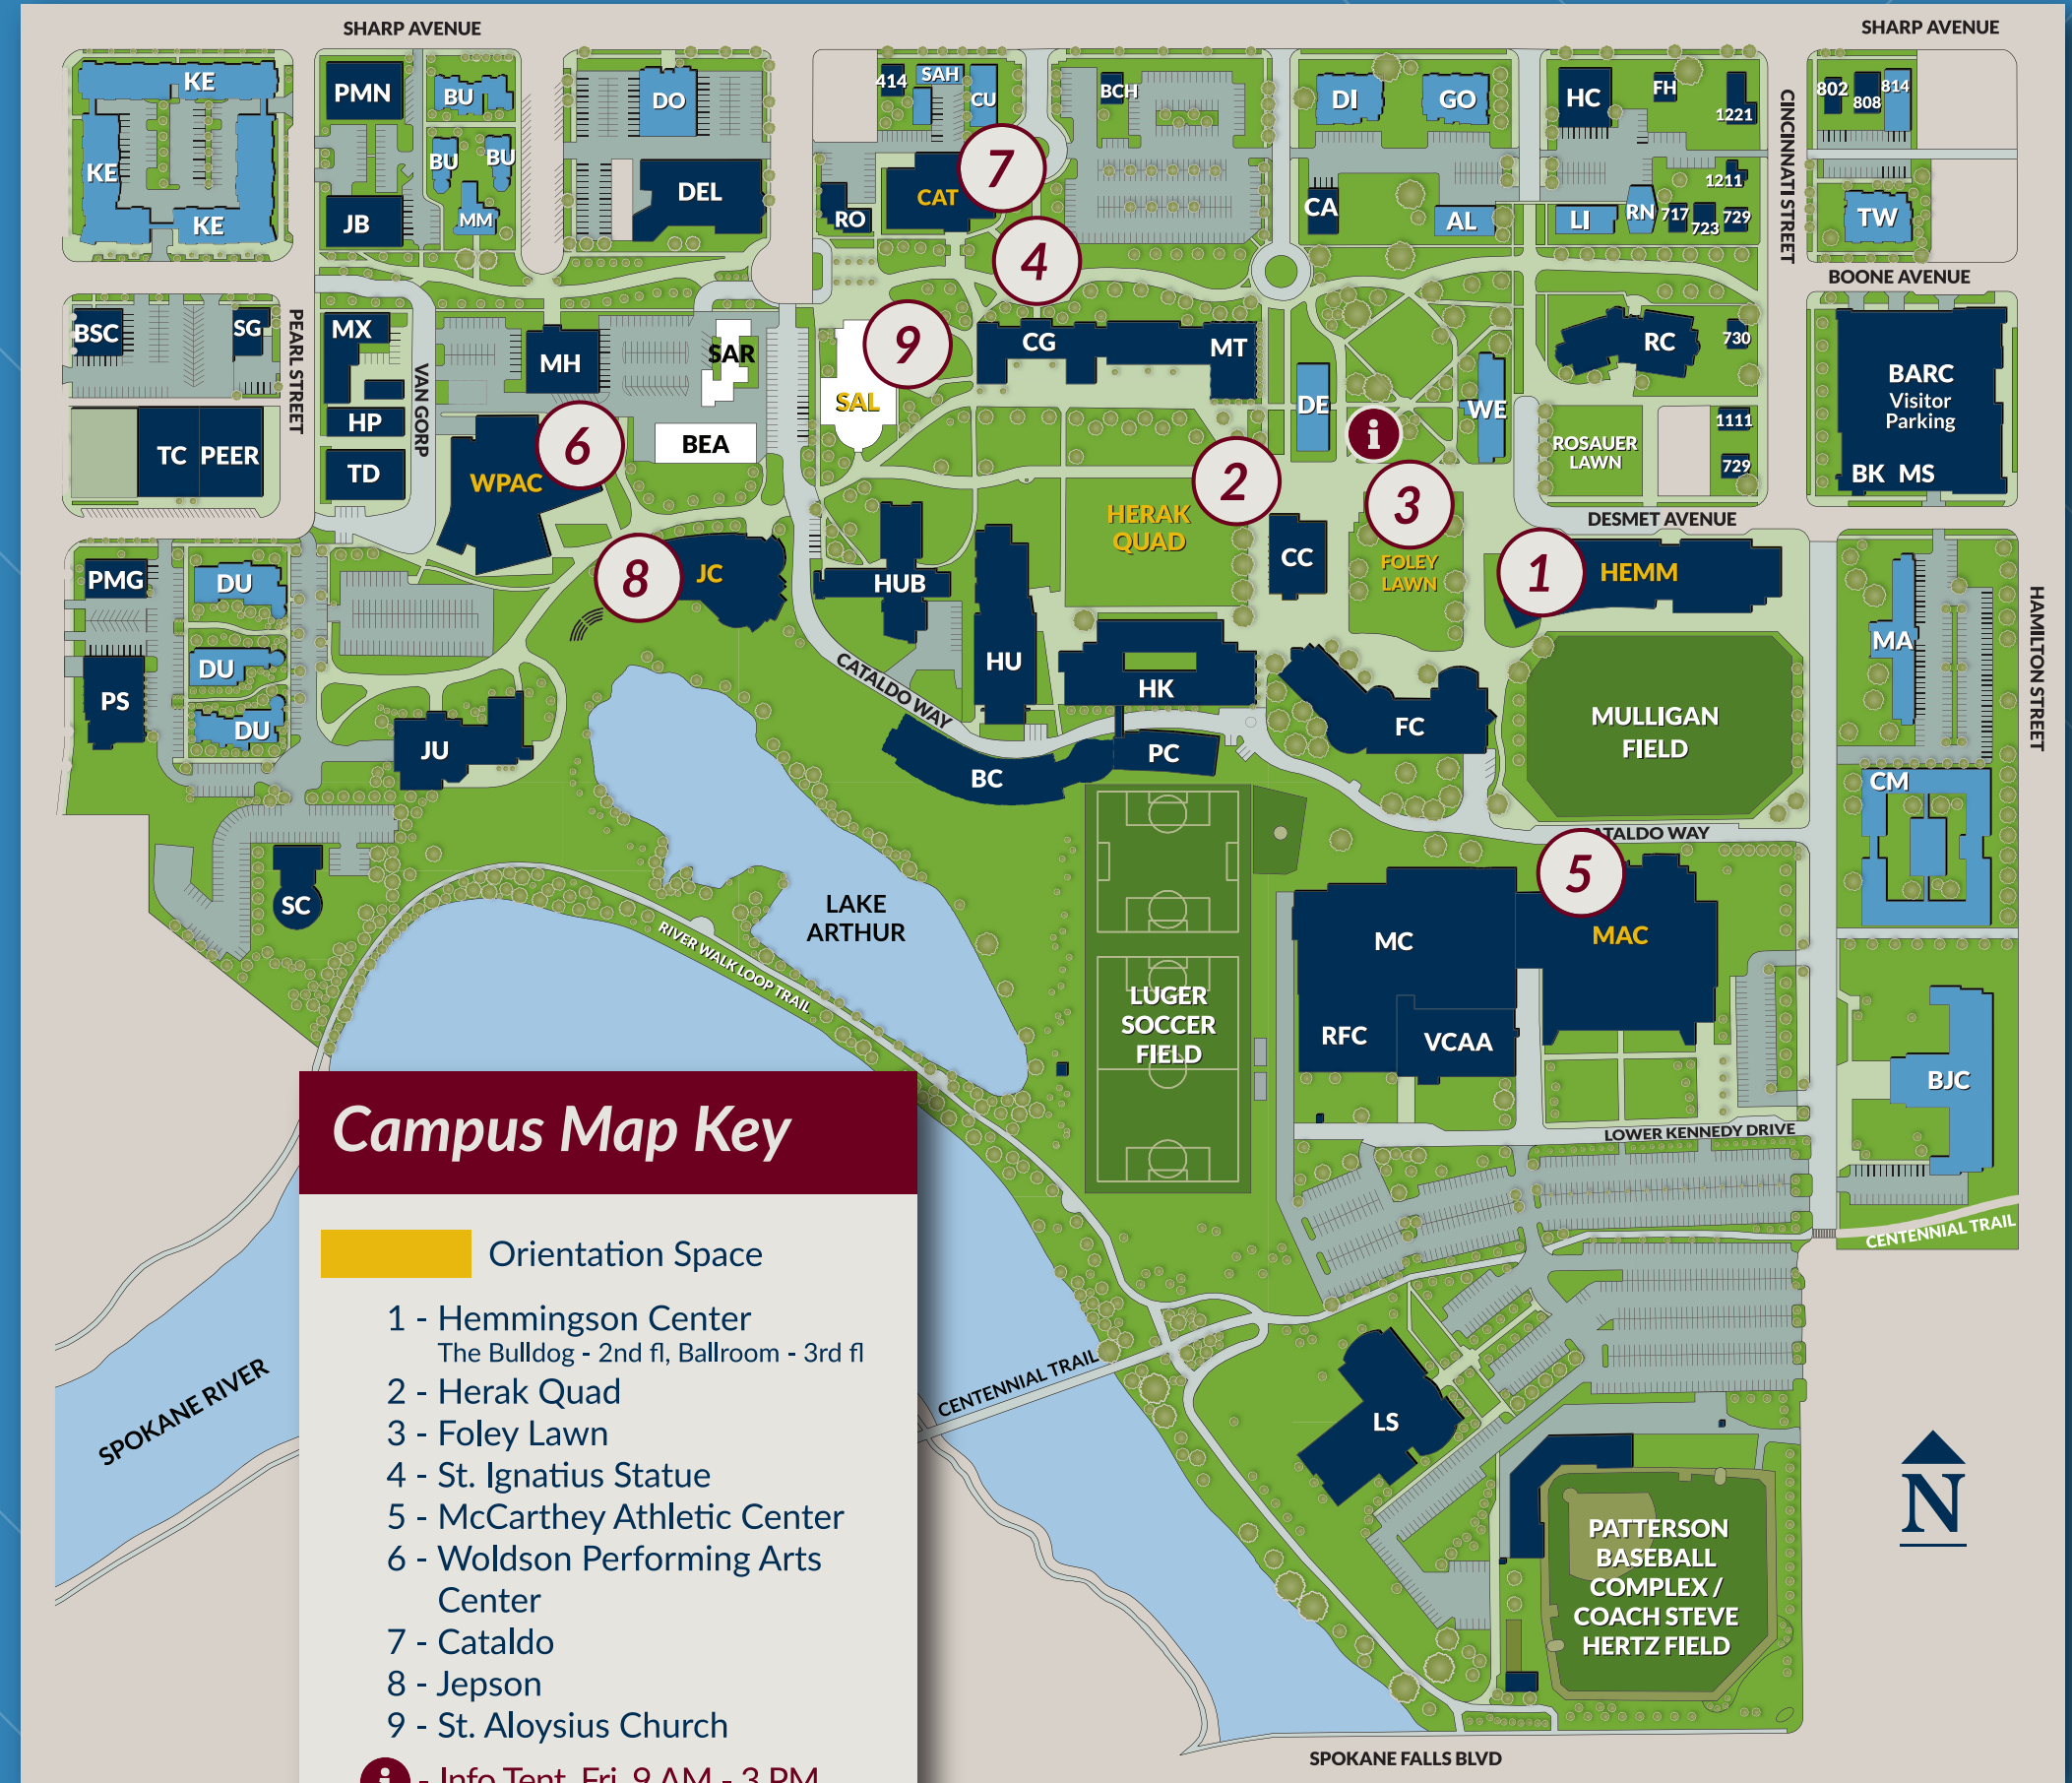 SHARP AVENUE
SHARP AVENUE
KE
KE
KE
PMN
BU
BU
BU
MM
JB
DO
DEL
414
SAH
CU
7
CAT
RO
4
BCH
DI
GO
CA
AL
HC
FH
1221
1211
LI
RN
717
723
729
CINCINNATI STREET
802
808
814
TW
BOONE AVENUE
BSC
SG
PEARL STREET
TC
PEER
MX
HP
TD
VAN GORP
MH
SAR
BEA
6
WPAC
9
SAL
CG
MT
DE
WE
i
RC
730
ROSAUER
LAWN
1111
729
BARC
Visitor
Parking
BK
MS
DESMET AVENUE
2
HERAK
QUAD
3
FOLEY
LAWN
CC
1
HEMM
8
JC
HUB
HU
HK
PMG
DU
DU
DU
PS
JU
CATALDO WAY
BC
PC
FC
MULLIGAN
FIELD
MA
HAMILTON STREET
CM
ATALDO WAY
5
SC
LAKE
ARTHUR
RIVER WALK LOOP TRAIL
MC
MAC
RFC
VCAA
LUGER
SOCCER
FIELD
BJC
LOWER KENNEDY DRIVE
CENTENNIAL TRAIL
CENTENNIAL TRAIL
SPOKANE RIVER
LS
N
PATTERSON
BASEBALL
COMPLEX /
COACH STEVE
HERTZ FIELD
SPOKANE FALLS BLVD
Campus Map Key
Orientation Space
1 - Hemmingson Center
The Bulldog - 2nd fl, Ballroom - 3rd fl
2 - Herak Quad
3 - Foley Lawn
4 - St. Ignatius Statue
5 - McCarthey Athletic Center
6 - Woldson Performing Arts
Center
7 - Cataldo
8 - Jepson
9 - St. Aloysius Church
i - Info Tent, Fri. 9 AM - 3 PM